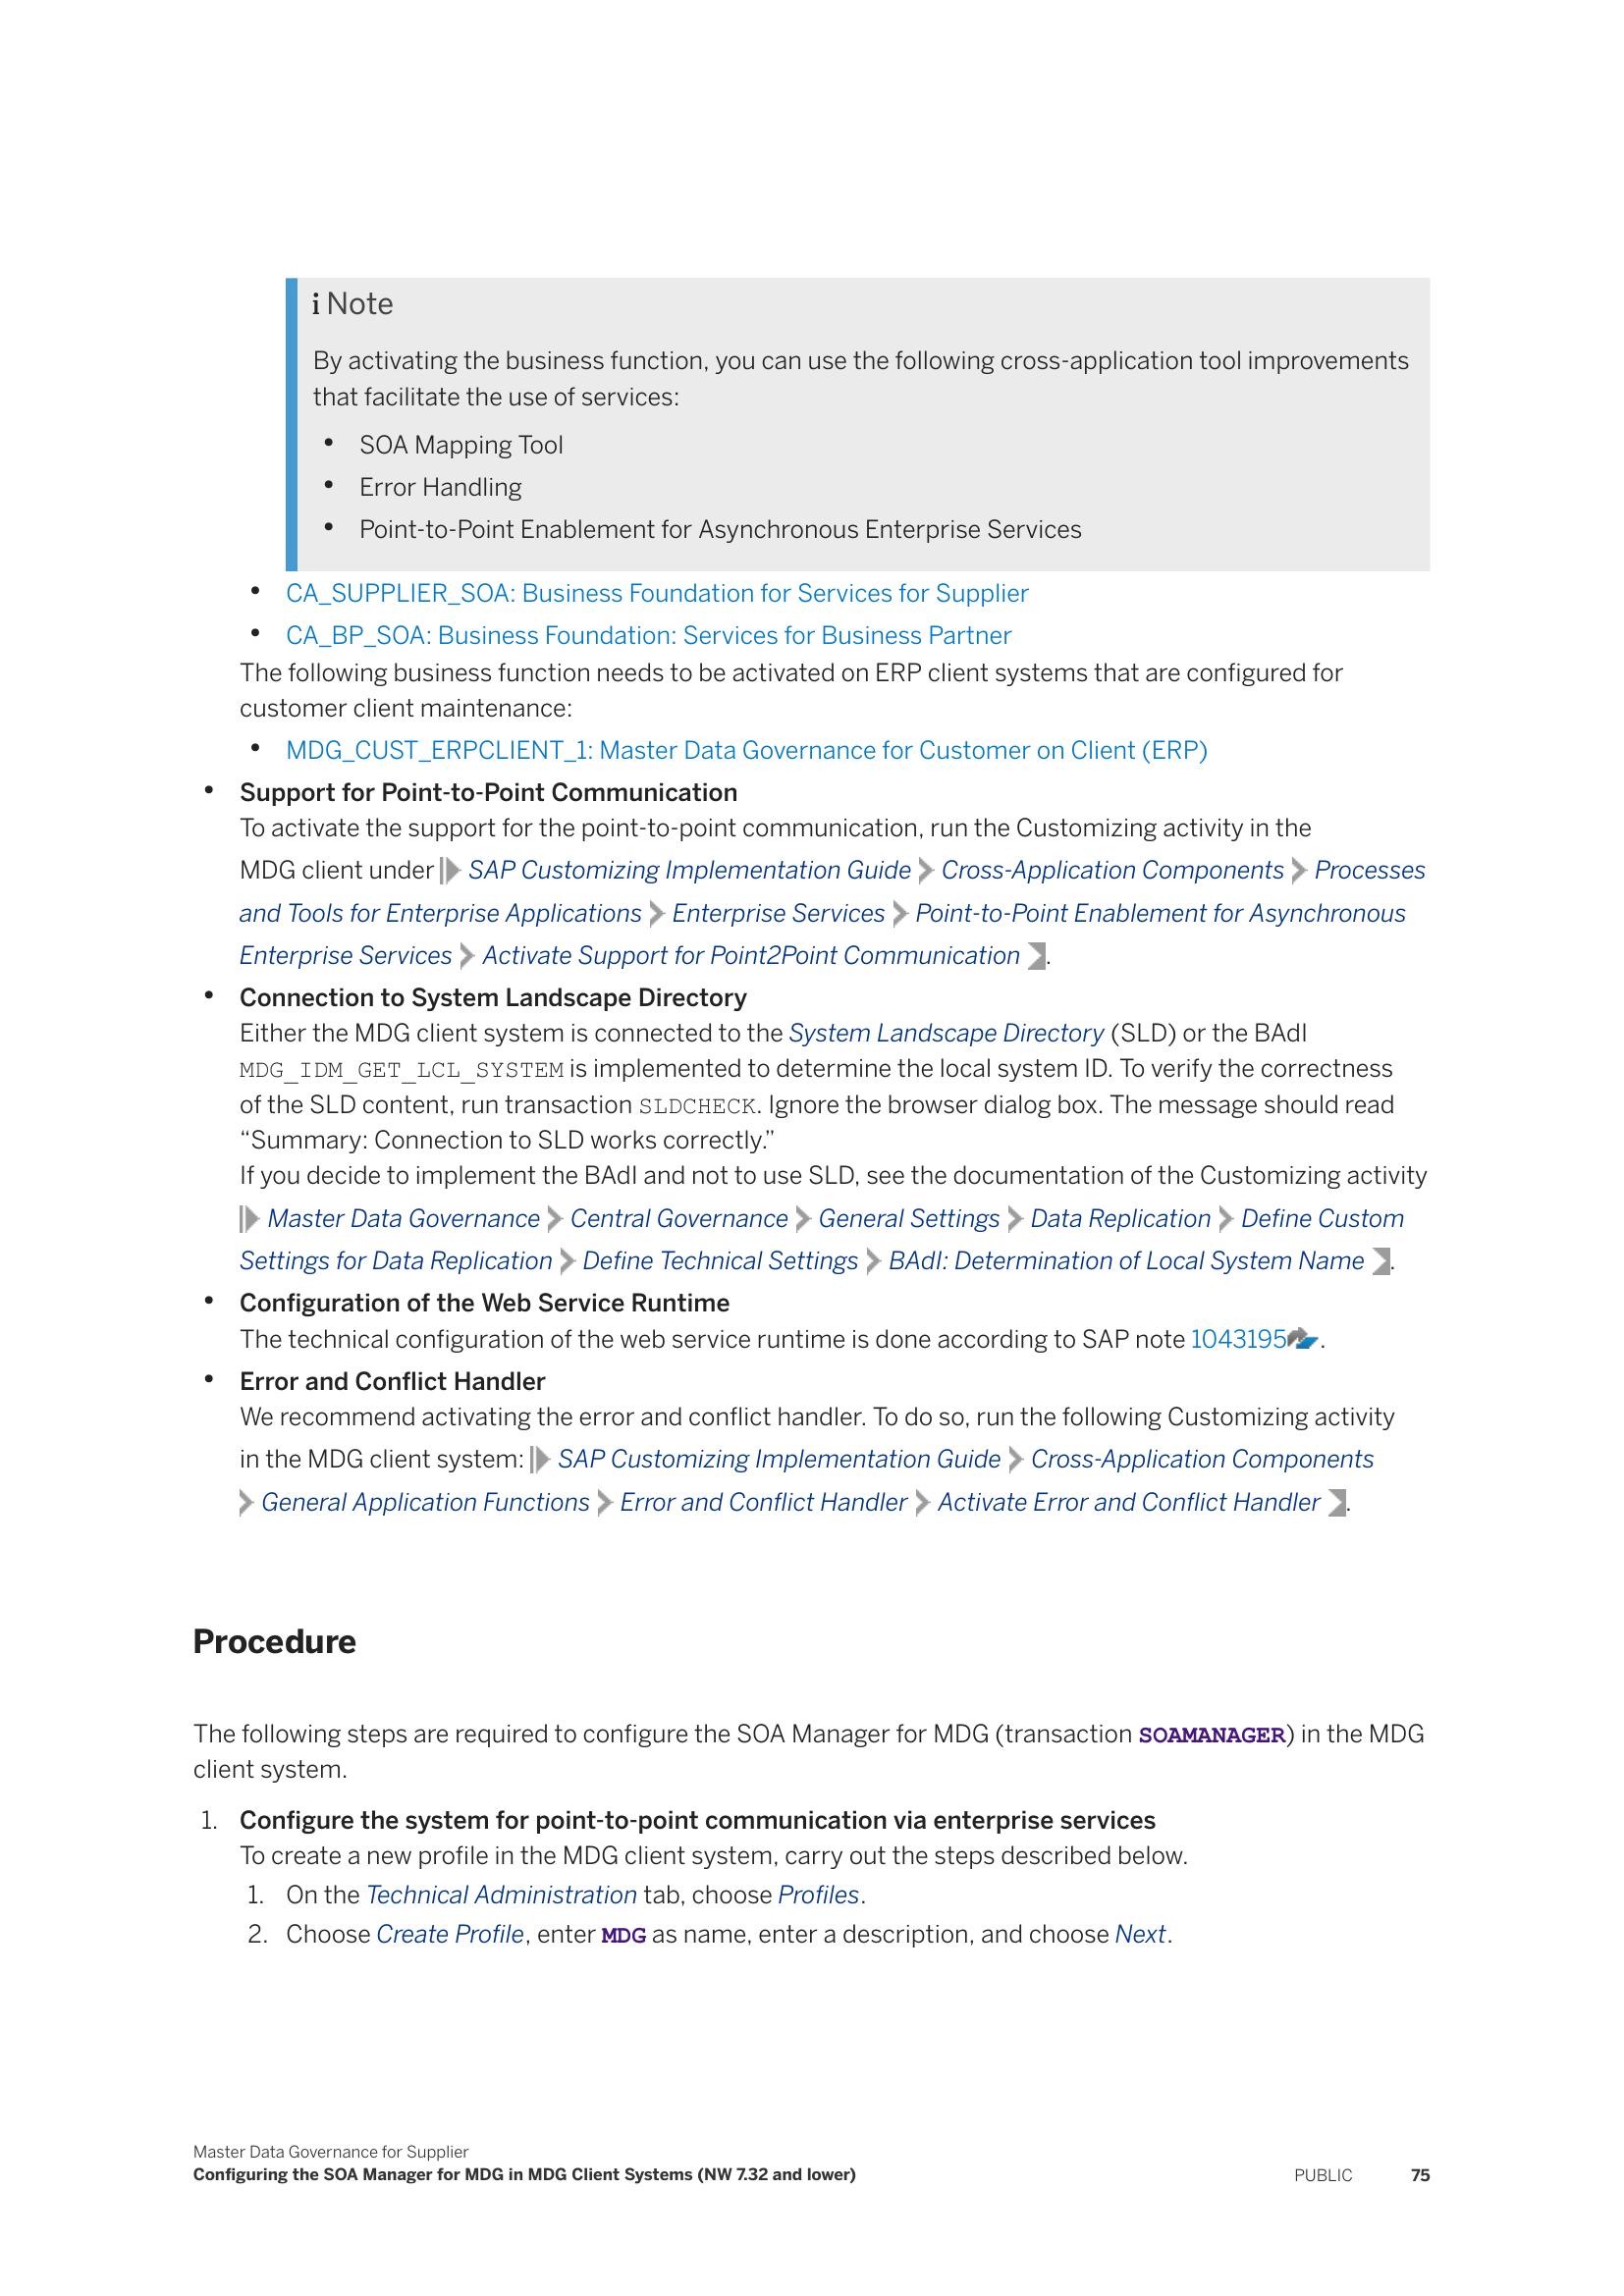 i Note
By activating the business function, you can use the following cross-application tool improvements
that facilitate the use of services:
• SOA Mapping Tool
• Error Handling
• Point-to-Point Enablement for Asynchronous Enterprise Services
• CA_SUPPLIER_SOA: Business Foundation for Services for Supplier
• CA_BP_SOA: Business Foundation: Services for Business Partner
The following business function needs to be activated on ERP client systems that are configured for
customer client maintenance:
• MDG_CUST_ERPCLIENT_1: Master Data Governance for Customer on Client (ERP)
• Support for Point-to-Point Communication
To activate the support for the point-to-point communication, run the Customizing activity in the
MDG client under SAP Customizing Implementation Guide > Cross-Application Components > Processes
and Tools for Enterprise Applications > Enterprise Services > Point-to-Point Enablement for Asynchronous
Enterprise Services > Activate Support for Point2Point Communication .
• Connection to System Landscape Directory
Either the MDG client system is connected to the System Landscape Directory (SLD) or the BAdI
MDG_IDM_GET_LCL_SYSTEM is implemented to determine the local system ID. To verify the correctness
of the SLD content, run transaction SLDCHECK. Ignore the browser dialog box. The message should read
“Summary: Connection to SLD works correctly.”
If you decide to implement the BAdI and not to use SLD, see the documentation of the Customizing activity
Master Data Governance > Central Governance > General Settings > Data Replication > Define Custom
Settings for Data Replication > Define Technical Settings > BAdI: Determination of Local System Name .
• Configuration of the Web Service Runtime
The technical configuration of the web service runtime is done according to SAP note 1043195.
• Error and Conflict Handler
We recommend activating the error and conflict handler. To do so, run the following Customizing activity
in the MDG client system: SAP Customizing Implementation Guide > Cross-Application Components
> General Application Functions > Error and Conflict Handler > Activate Error and Conflict Handler .
Procedure
The following steps are required to configure the SOA Manager for MDG (transaction SOAMANAGER) in the MDG
client system.
1. Configure the system for point-to-point communication via enterprise services
To create a new profile in the MDG client system, carry out the steps described below.
1. On the Technical Administration tab, choose Profiles.
2. Choose Create Profile, enter MDG as name, enter a description, and choose Next.
Master Data Governance for Supplier
Configuring the SOA Manager for MDG in MDG Client Systems (NW 7.32 and lower) PUBLIC 75